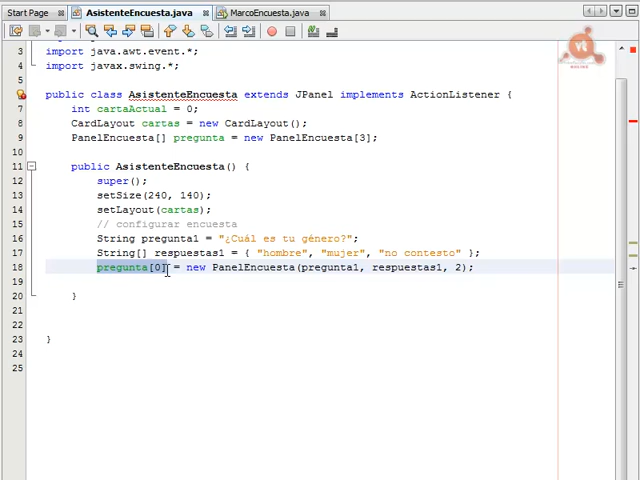 Start Page AsistenteEncuesta.java MarcoEncuesta.java
3 import java.awt.event.*;
4 import javax.swing.*;
5
public class AsistenteEncuesta extends JPanel implements ActionListener {
7 int cartaActual = 0;
8 CardLayout cartas = new CardLayout();
9 PanelEncuesta[] pregunta = new PanelEncuesta[3];
10
11 public AsistenteEncuesta() {
12 super();
13 setSize(240, 140);
14 setLayout(cartas);
15 // configurar encuesta
16 String pregunta1 = "¿Cuál es tu género?";
17 String[] respuestas1 = { "hombre", "mujer", "no contesto" };
18 pregunta[0] = new PanelEncuesta(pregunta1, respuestas1, 2);
19
20 }
21
22
23 }
24
25